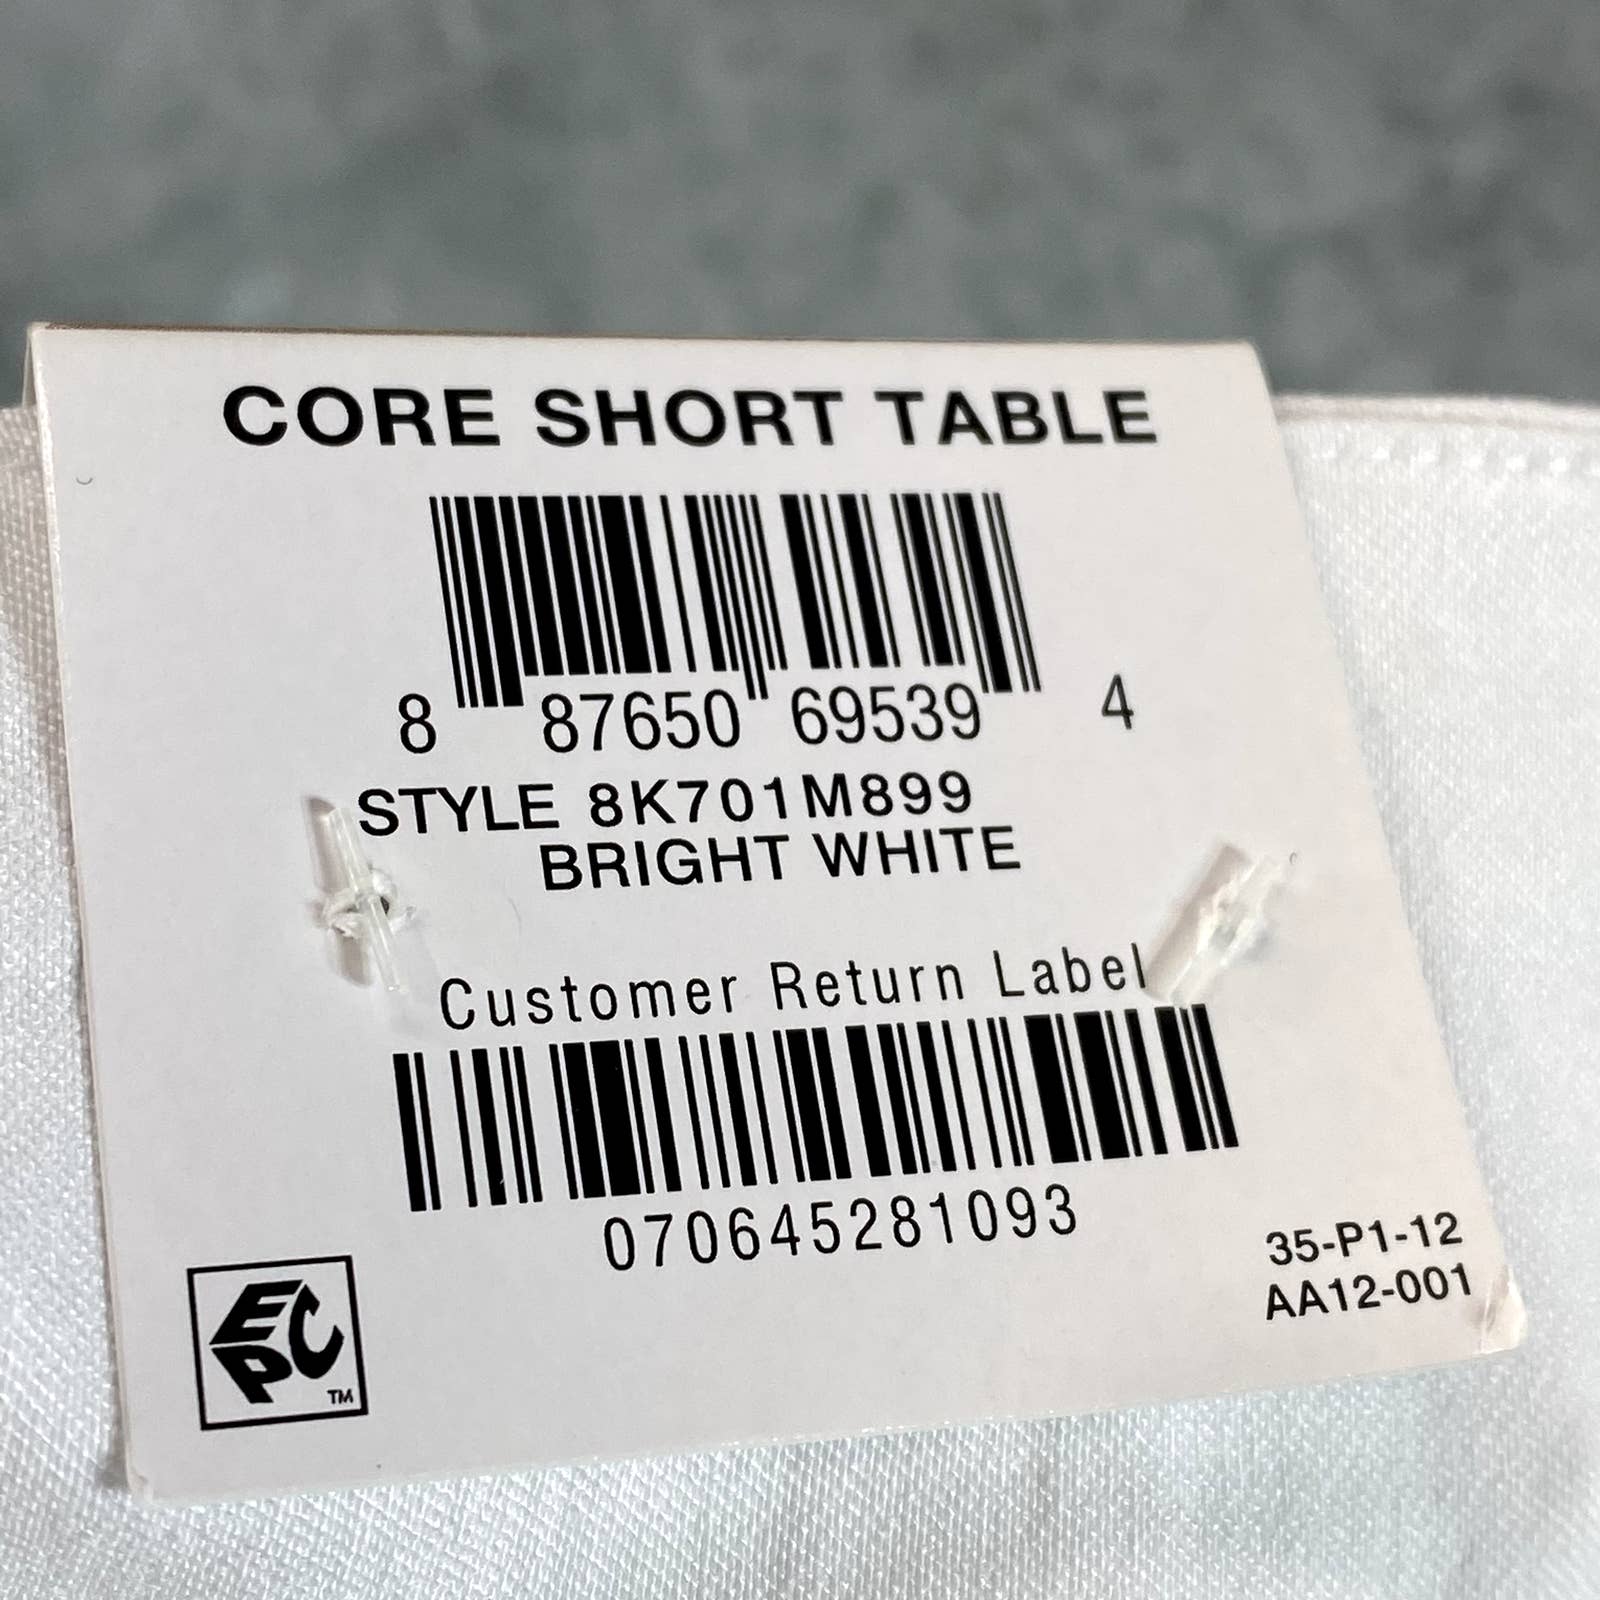 CORE SHORT TABLE
8 87650 69539 4
STYLE 8K701M899
BRIGHT WHITE
Customer Return Label
070645281093
35-P1-12
AA12-001
EPC
TM